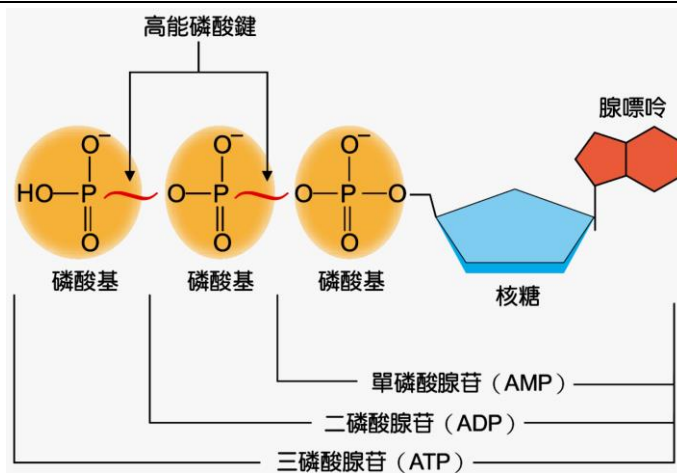 高能磷酸鍵
腺嘌呤
O⁻ O⁻ O⁻
HO P O P O P O
O O O
磷酸基 磷酸基 磷酸基
核糖
單磷酸腺苷（AMP）
二磷酸腺苷（ADP）
三磷酸腺苷（ATP）